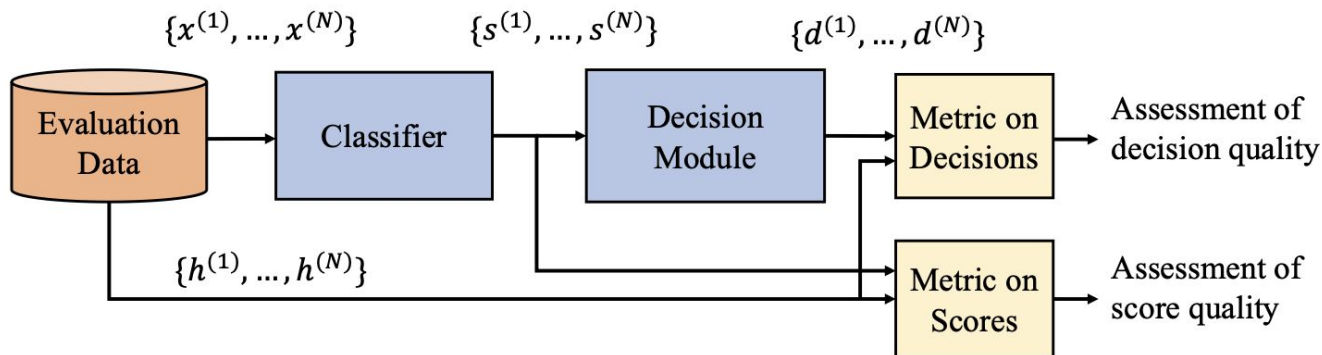 {x⁽¹⁾, …, x⁽ᴺ⁾}
{s⁽¹⁾, …, s⁽ᴺ⁾}
{d⁽¹⁾, …, d⁽ᴺ⁾}
Evaluation
Data
Classifier
Decision
Module
Metric on
Decisions
Assessment of
decision quality
{h⁽¹⁾, …, h⁽ᴺ⁾}
Metric on
Scores
Assessment of
score quality